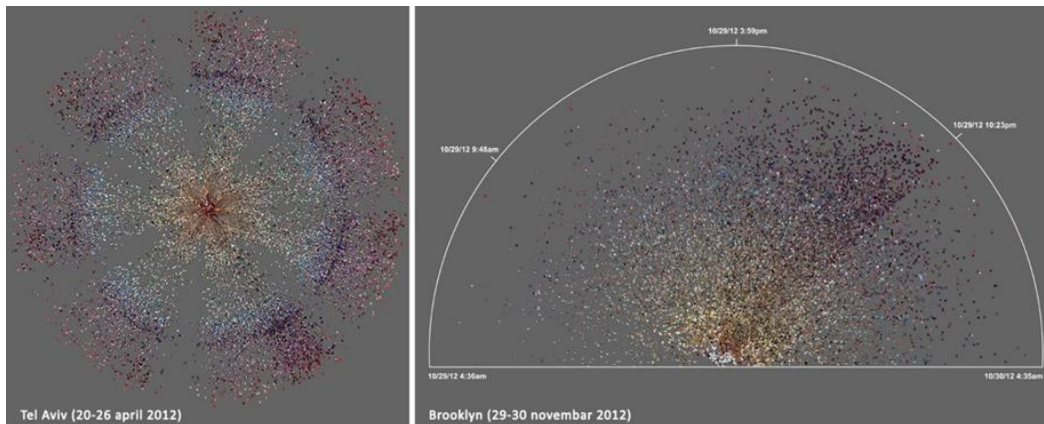 Tel Aviv (20-26 april 2012)
10/29/12 3:59pm
10/29/12 9:48am
10/29/12 10:23pm
10/29/12 4:36am
10/30/12 4:35am
Brooklyn (29-30 novembar 2012)